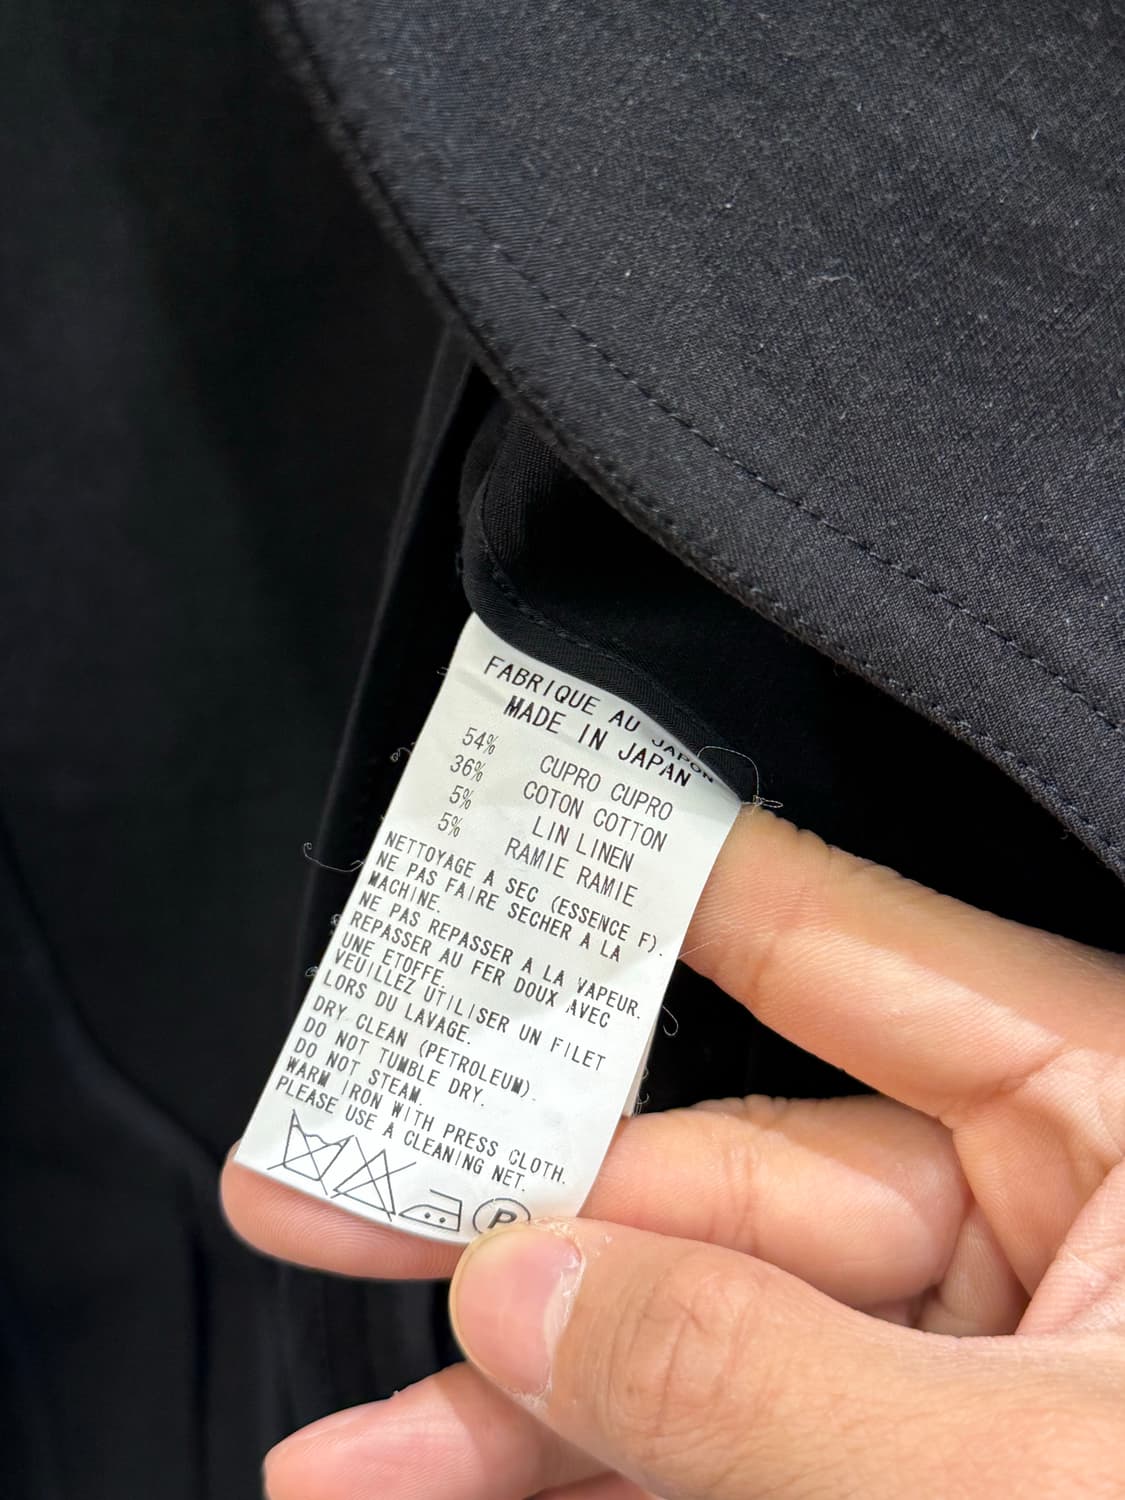 FABRIQUE AU JAPON
MADE IN JAPAN
54% CUPRO CUPRO
36% COTON COTTON
5% LIN LINEN
5% RAMIE RAMIE
NETTOYAGE A SEC (ESSENCE F).
NE PAS FAIRE SECHER A LA
MACHINE.
NE PAS REPASSER A LA VAPEUR.
REPASSER AU FER DOUX AVEC
UNE ETOFFE.
VEUILLEZ UTILISER UN FILET
LORS DU LAVAGE.
DRY CLEAN (PETROLEUM).
DO NOT TUMBLE DRY.
DO NOT STEAM.
WARM IRON WITH PRESS CLOTH.
PLEASE USE A CLEANING NET.
P